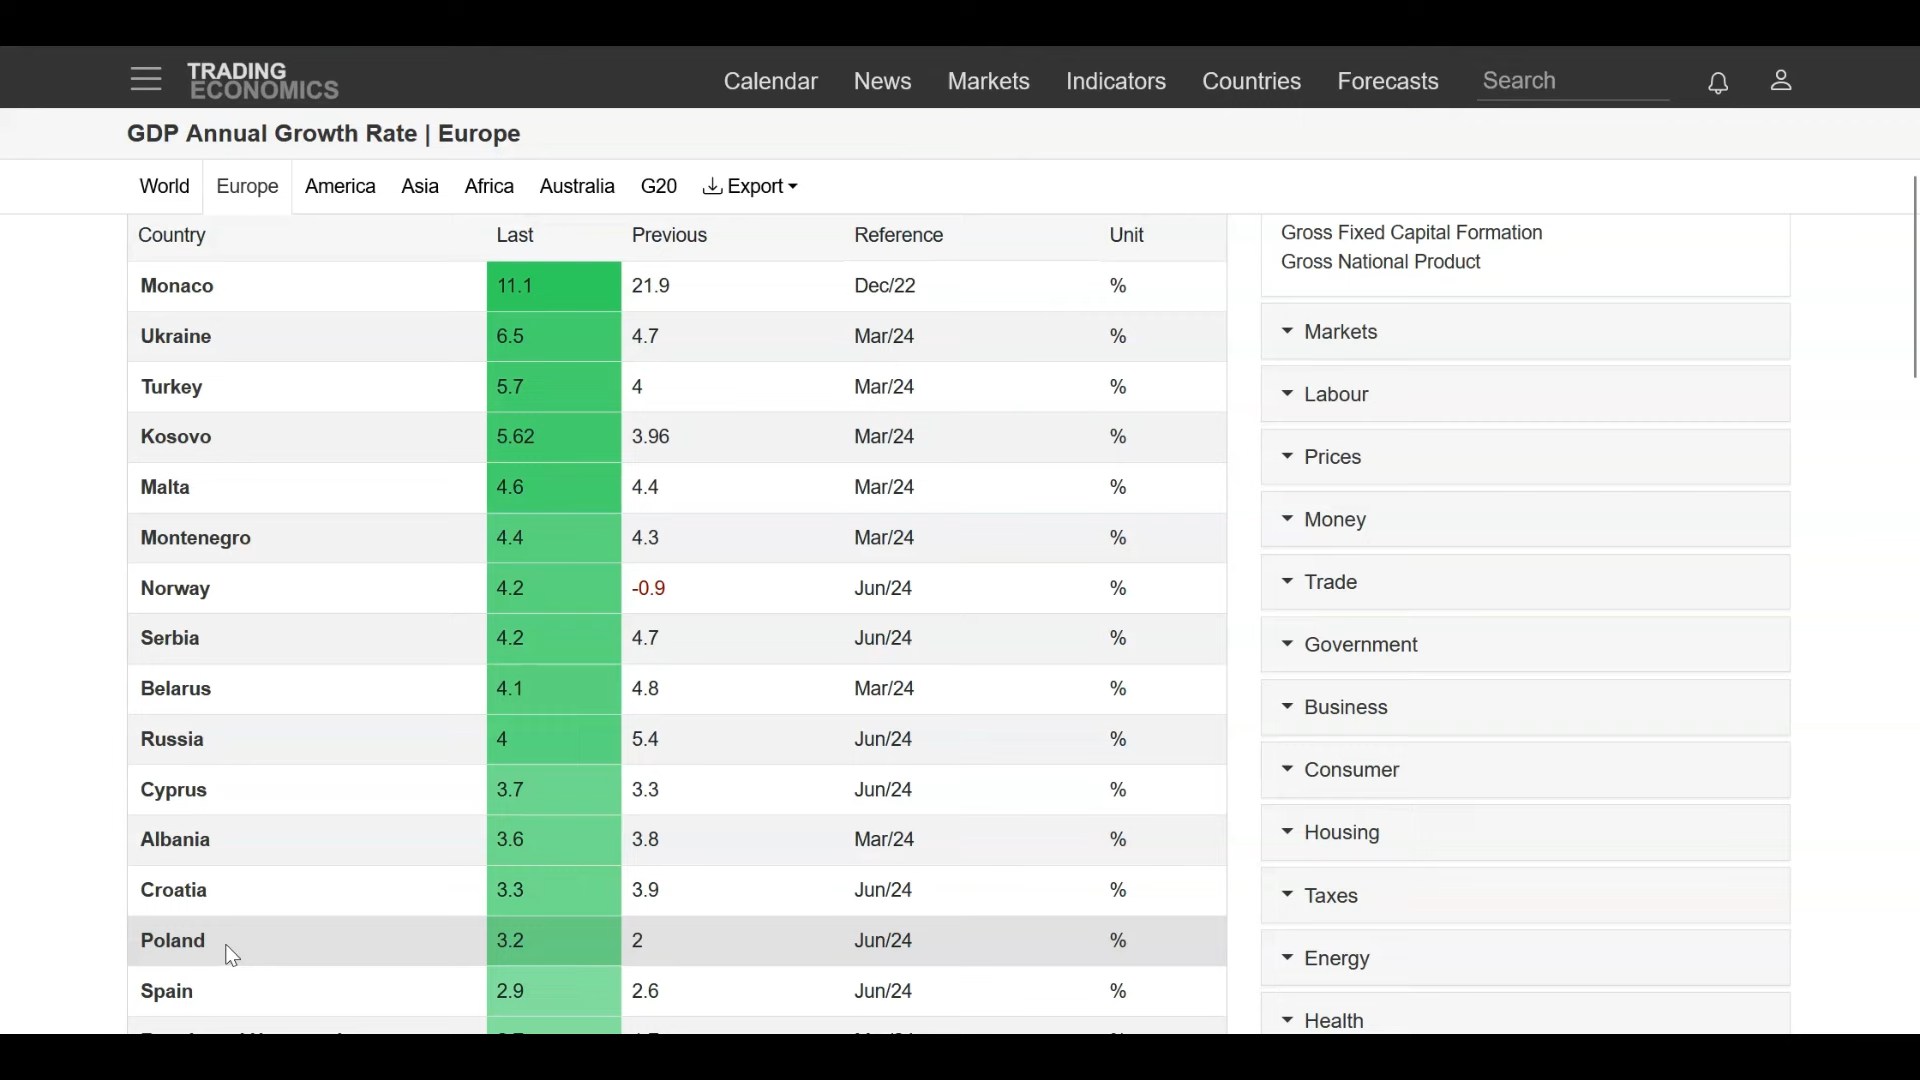 TRADING
ECONOMICS
Calendar News Markets Indicators Countries Forecasts Search
GDP Annual Growth Rate | Europe
World Europe America Asia Africa Australia G20 Export
Country Last Previous Reference Unit
Monaco 11.1 21.9 Dec/22 %
Ukraine 6.5 4.7 Mar/24 %
Turkey 5.7 4 Mar/24 %
Kosovo 5.62 3.96 Mar/24 %
Malta 4.6 4.4 Mar/24 %
Montenegro 4.4 4.3 Mar/24 %
Norway 4.2 -0.9 Jun/24 %
Serbia 4.2 4.7 Jun/24 %
Belarus 4.1 4.8 Mar/24 %
Russia 4 5.4 Jun/24 %
Cyprus 3.7 3.3 Jun/24 %
Albania 3.6 3.8 Mar/24 %
Croatia 3.3 3.9 Jun/24 %
Poland 3.2 2 Jun/24 %
Spain 2.9 2.6 Jun/24 %
Gross Fixed Capital Formation
Gross National Product
Markets
Labour
Prices
Money
Trade
Government
Business
Consumer
Housing
Taxes
Energy
Health